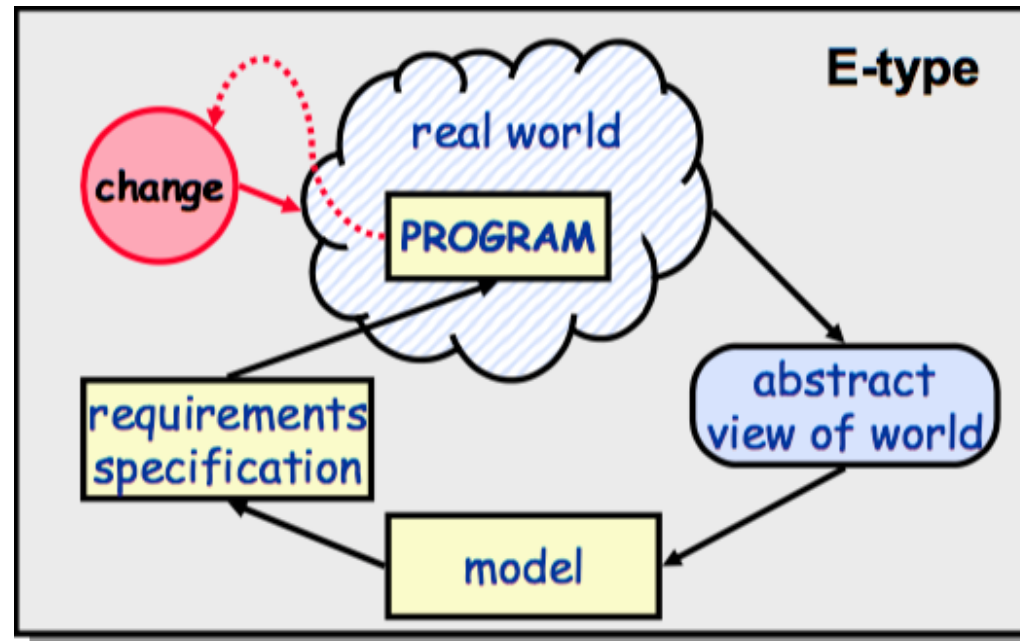 E-type
real world
change
PROGRAM
abstract
view of world
requirements
specification
model